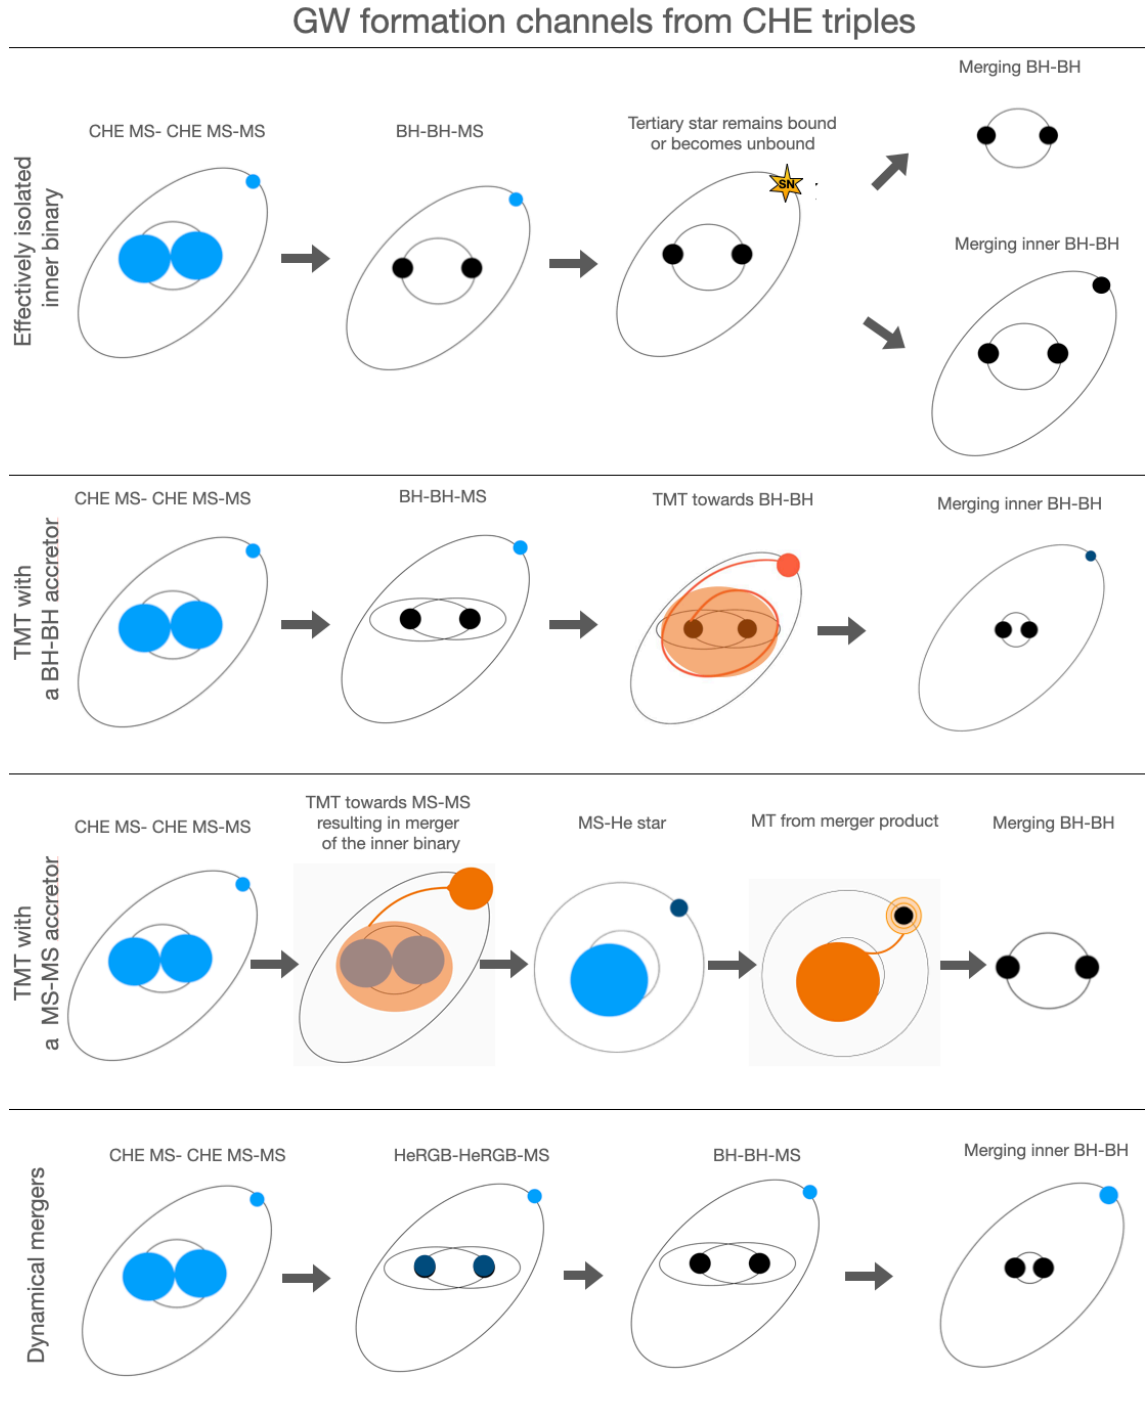 GW formation channels from CHE triples
Effectively isolated
inner binary
CHE MS- CHE MS-MS
BH-BH-MS
Tertiary star remains bound
or becomes unbound
SN
Merging BH-BH
Merging inner BH-BH
TMT with
a BH-BH accretor
CHE MS- CHE MS-MS
BH-BH-MS
TMT towards BH-BH
Merging inner BH-BH
TMT with
a MS-MS accretor
CHE MS- CHE MS-MS
TMT towards MS-MS
resulting in merger
of the inner binary
MS-He star
MT from merger product
Merging BH-BH
Dynamical mergers
CHE MS- CHE MS-MS
HeRGB-HeRGB-MS
BH-BH-MS
Merging inner BH-BH